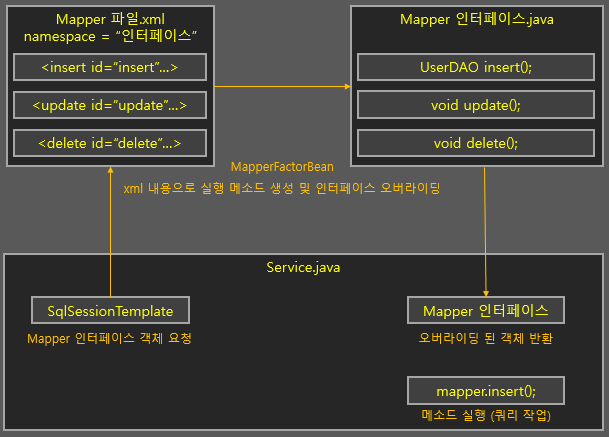 Mapper 파일.xml
namespace = “인터페이스”
<insert id=”insert”...>
<update id=”update”...>
<delete id=”delete”...>
Mapper 인터페이스.java
UserDAO insert();
void update();
void delete();
MapperFactorBean
xml 내용으로 실행 메소드 생성 및 인터페이스 오버라이딩
Service.java
SqlSessionTemplate
Mapper 인터페이스 객체 요청
Mapper 인터페이스
오버라이딩 된 객체 반환
mapper.insert();
메소드 실행 (쿼리 작업)